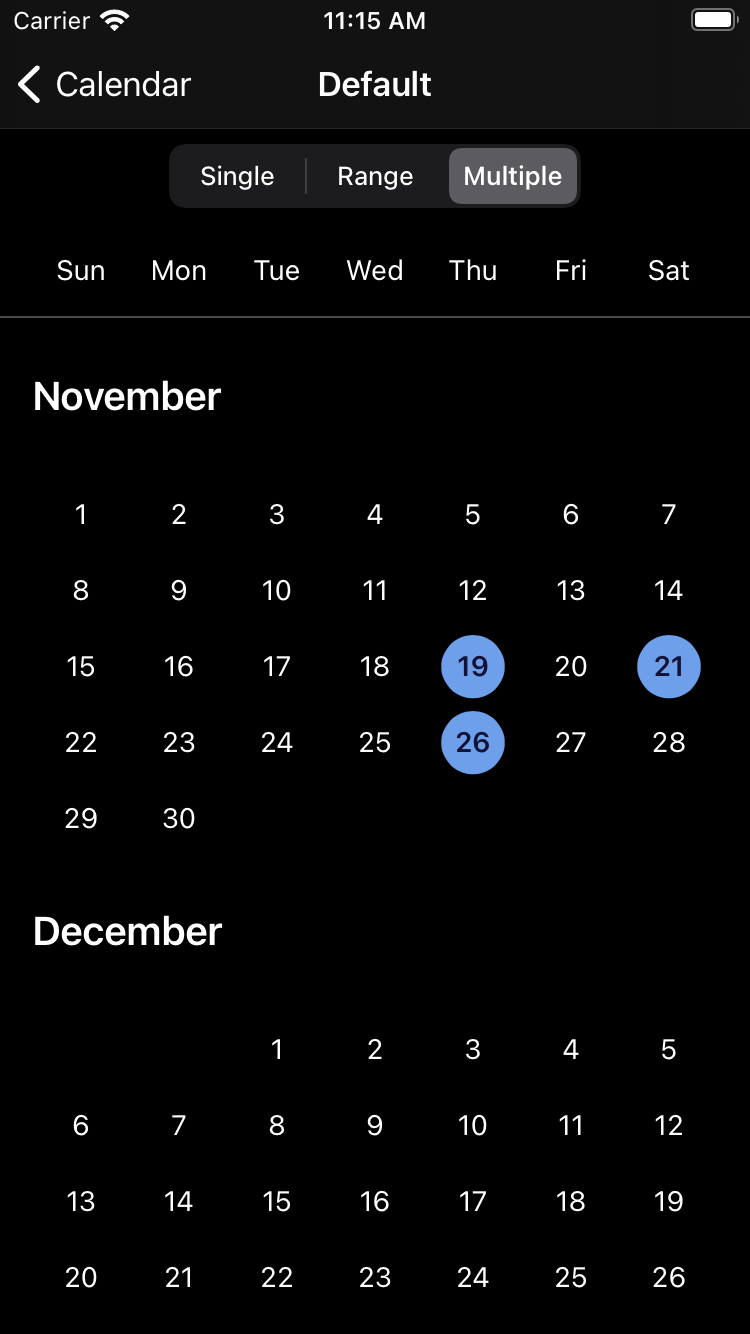 Carrier 11:15 AM
Calendar Default
Single Range Multiple
Sun Mon Tue Wed Thu Fri Sat
November
1 2 3 4 5 6 7
8 9 10 11 12 13 14
15 16 17 18 19 20 21
22 23 24 25 26 27 28
29 30
December
1 2 3 4 5
6 7 8 9 10 11 12
13 14 15 16 17 18 19
20 21 22 23 24 25 26